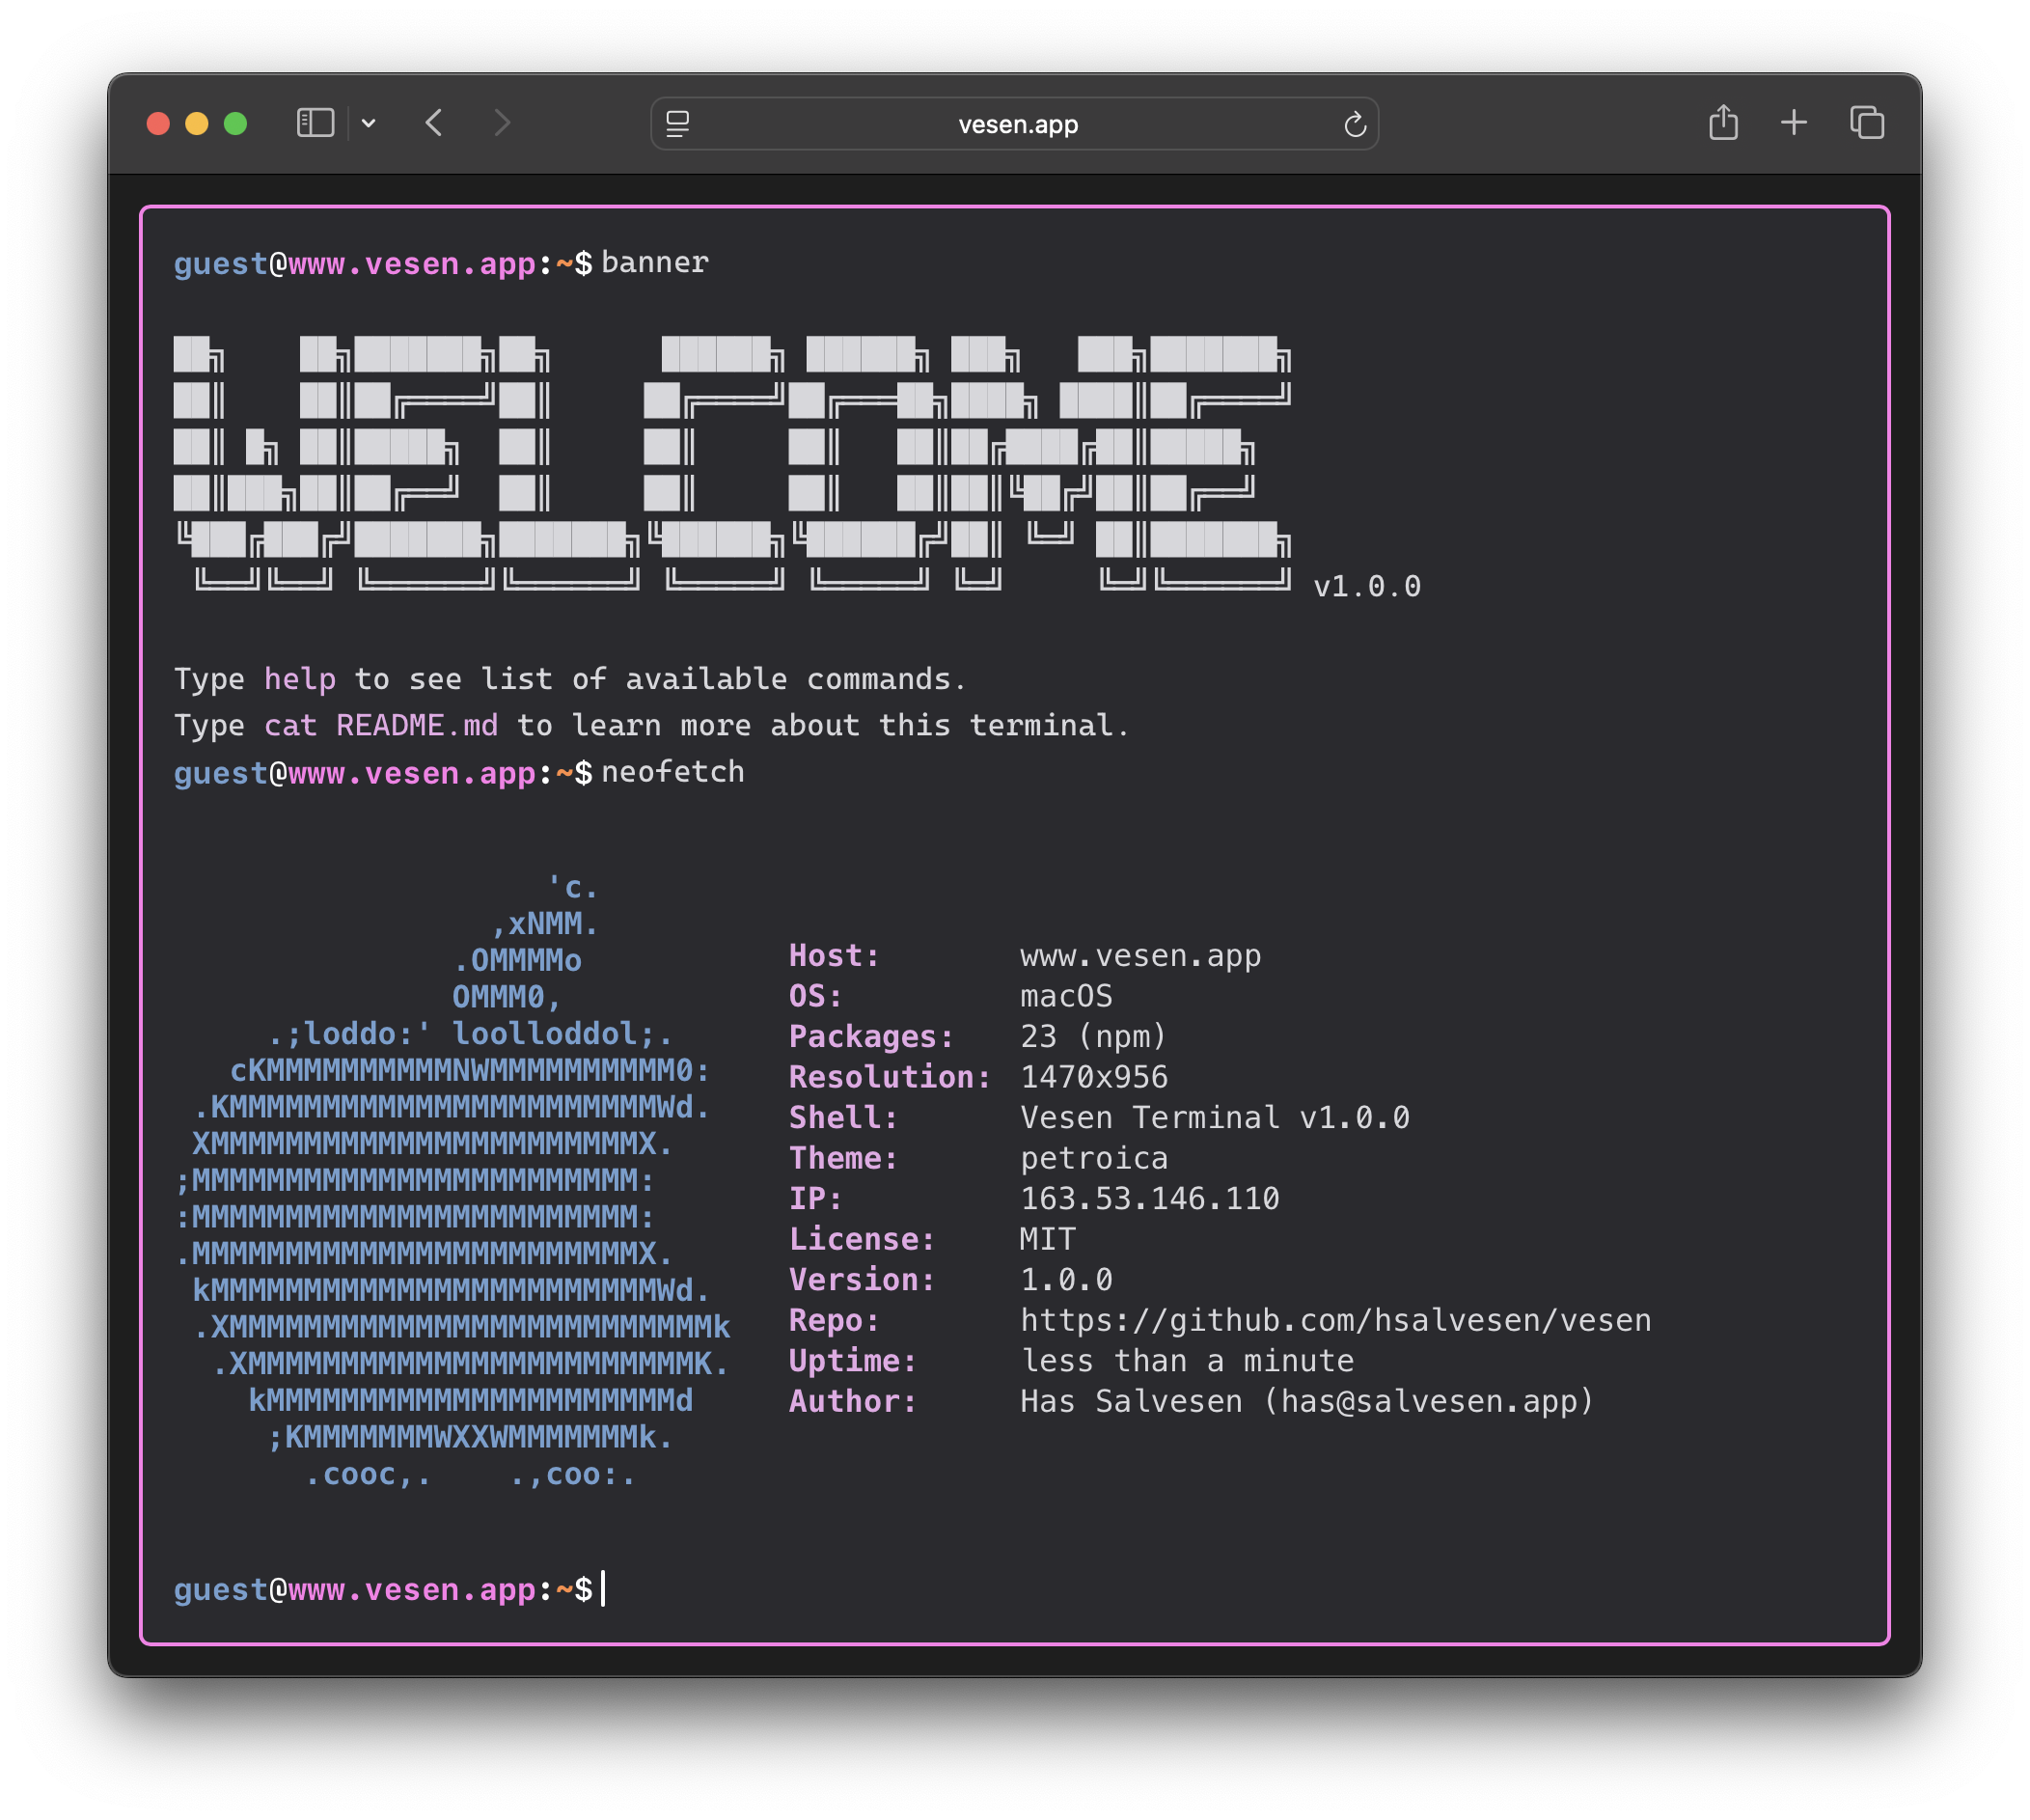 vesen.app
guest@www.vesen.app:~$ banner
WELCOME
v1.0.0
Type help to see list of available commands.
Type cat README.md to learn more about this terminal.
guest@www.vesen.app:~$ neofetch
'c.
,xNMM.
.OMMMMo
OMMM0,
.;loddo:' loolloddol;.
cKMMMMMMMMMMNWMMMMMMMMMM0:
.KMMMMMMMMMMMMMMMMMMMMMMMWd.
XMMMMMMMMMMMMMMMMMMMMMMMX.
;MMMMMMMMMMMMMMMMMMMMMMMM:
:MMMMMMMMMMMMMMMMMMMMMMMM:
.MMMMMMMMMMMMMMMMMMMMMMMMX.
kMMMMMMMMMMMMMMMMMMMMMMMMWd.
.XMMMMMMMMMMMMMMMMMMMMMMMMMMk
.XMMMMMMMMMMMMMMMMMMMMMMMMK.
kMMMMMMMMMMMMMMMMMMMMMMd
;KMMMMMMMWXXWMMMMMMMk.
.cooc,.    .,coo:.
Host: www.vesen.app
OS: macOS
Packages: 23 (npm)
Resolution: 1470x956
Shell: Vesen Terminal v1.0.0
Theme: petroica
IP: 163.53.146.110
License: MIT
Version: 1.0.0
Repo: https://github.com/hsalvesen/vesen
Uptime: less than a minute
Author: Has Salvesen (has@salvesen.app)
guest@www.vesen.app:~$